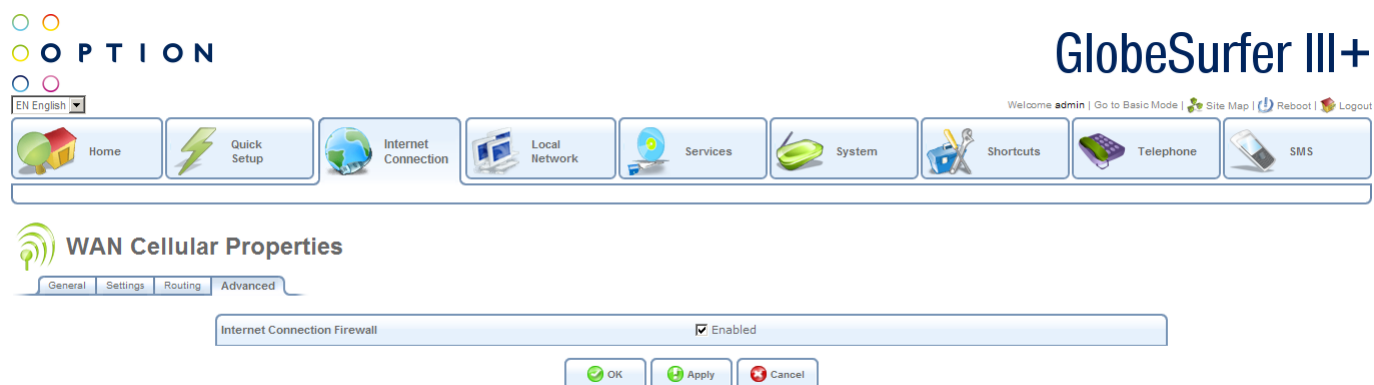 OPTION
GlobeSurfer III+
EN English
Welcome admin | Go to Basic Mode | Site Map | Reboot | Logout
Home
Quick Setup
Internet Connection
Local Network
Services
System
Shortcuts
Telephone
SMS
WAN Cellular Properties
General Settings Routing Advanced
Internet Connection Firewall Enabled
OK Apply Cancel